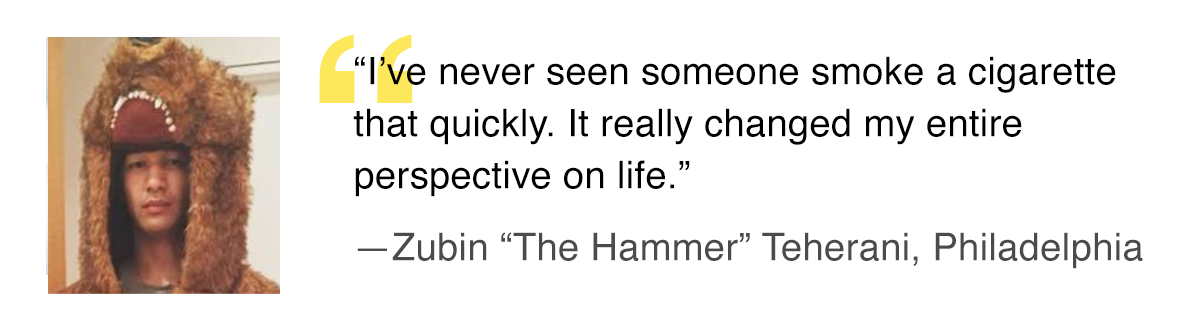 “I’ve never seen someone smoke a cigarette
that quickly. It really changed my entire
perspective on life.”
—Zubin “The Hammer” Teherani, Philadelphia